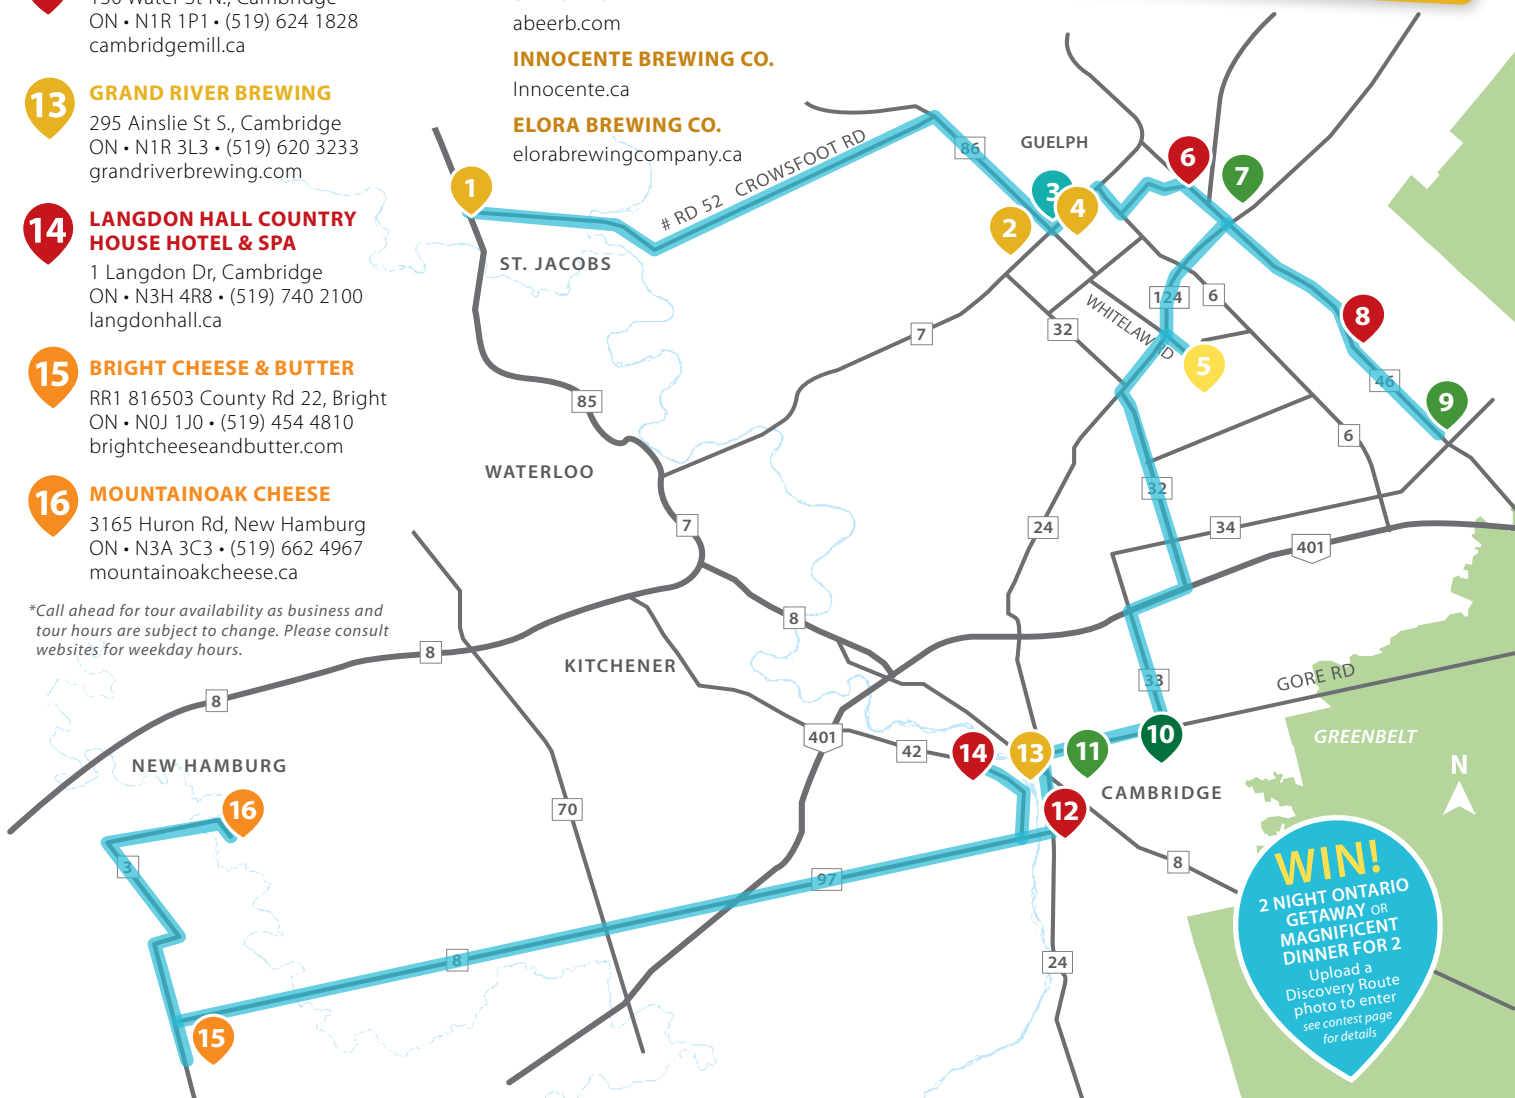 130 Water St N., Cambridge
ON • N1R 1P1 • (519) 624 1828
cambridgemill.ca
13
GRAND RIVER BREWING
295 Ainslie St S., Cambridge
ON • N1R 3L3 • (519) 620 3233
grandriverbrewing.com
14
LANGDON HALL COUNTRY
HOUSE HOTEL & SPA
1 Langdon Dr, Cambridge
ON • N3H 4R8 • (519) 740 2100
langdonhall.ca
15
BRIGHT CHEESE & BUTTER
RR1 816503 County Rd 22, Bright
ON • N0J 1J0 • (519) 454 4810
brightcheeseandbutter.com
16
MOUNTAINOAK CHEESE
3165 Huron Rd, New Hamburg
ON • N3A 3C3 • (519) 662 4967
mountainoakcheese.ca
*Call ahead for tour availability as business and
tour hours are subject to change. Please consult
websites for weekday hours.
abeerb.com
INNOCENTE BREWING CO.
Innocente.ca
ELORA BREWING CO.
elorabrewingcompany.ca
1
ST. JACOBS
# RD 52 CROWSFOOT RD
86
GUELPH
2
3
4
6
7
124
6
WHITELAW RD
5
32
7
8
46
9
6
85
WATERLOO
7
32
24
34
401
8
8
8
KITCHENER
33
GORE RD
GREENBELT
N
401
42
14
13
11
10
CAMBRIDGE
12
NEW HAMBURG
16
3
70
97
8
8
24
15
WIN!
2 NIGHT ONTARIO
GETAWAY OR
MAGNIFICENT
DINNER FOR 2
Upload a
Discovery Route
photo to enter
see contest page
for details